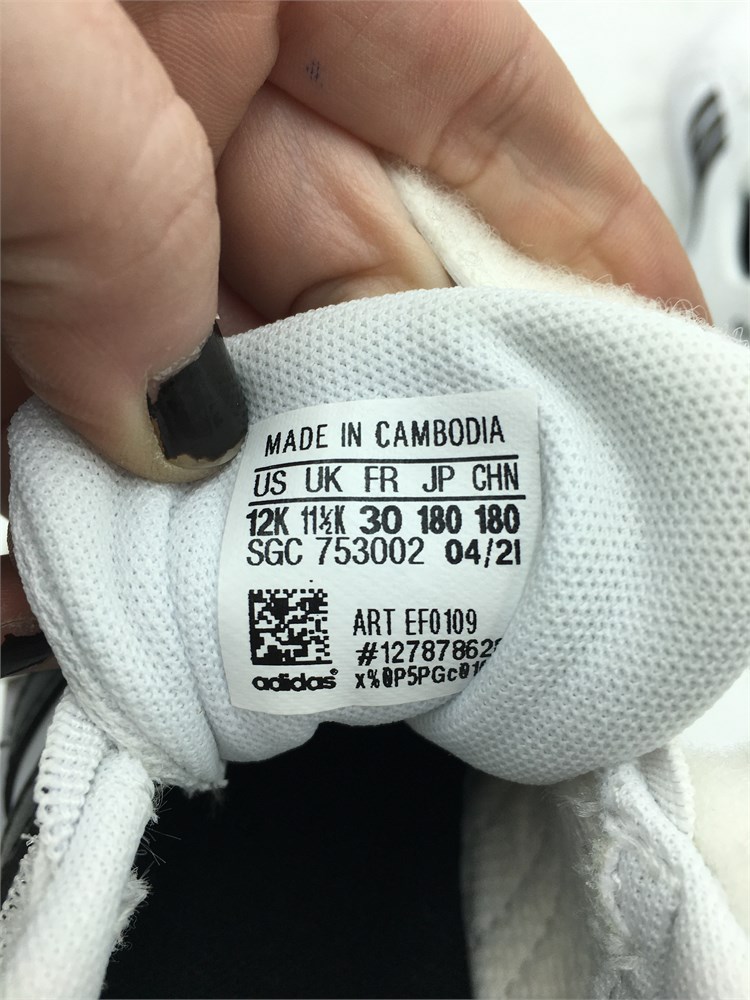 MADE IN CAMBODIA
US UK FR JP CHN
12K 11½K 30 180 180
SGC 753002 04/21
ART EF0109
#12787862
adidas®